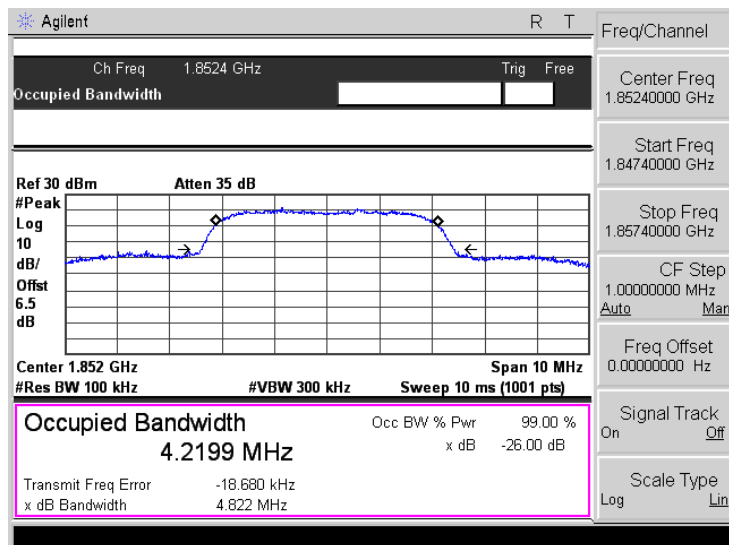 Agilent R T
Freq/Channel
Ch Freq 1.8524 GHz Trig Free
Occupied Bandwidth
Center Freq
1.85240000 GHz
Start Freq
1.84740000 GHz
Stop Freq
1.85740000 GHz
CF Step
1.00000000 MHz
Auto Man
Freq Offset
0.00000000 Hz
Signal Track
On Off
Scale Type
Log Lin
Ref 30 dBm Atten 35 dB
#Peak
Log
10
dB/
Offst
6.5
dB
Center 1.852 GHz Span 10 MHz
#Res BW 100 kHz #VBW 300 kHz Sweep 10 ms (1001 pts)
Occupied Bandwidth Occ BW % Pwr 99.00 %
4.2199 MHz x dB -26.00 dB
Transmit Freq Error -18.680 kHz
x dB Bandwidth 4.822 MHz